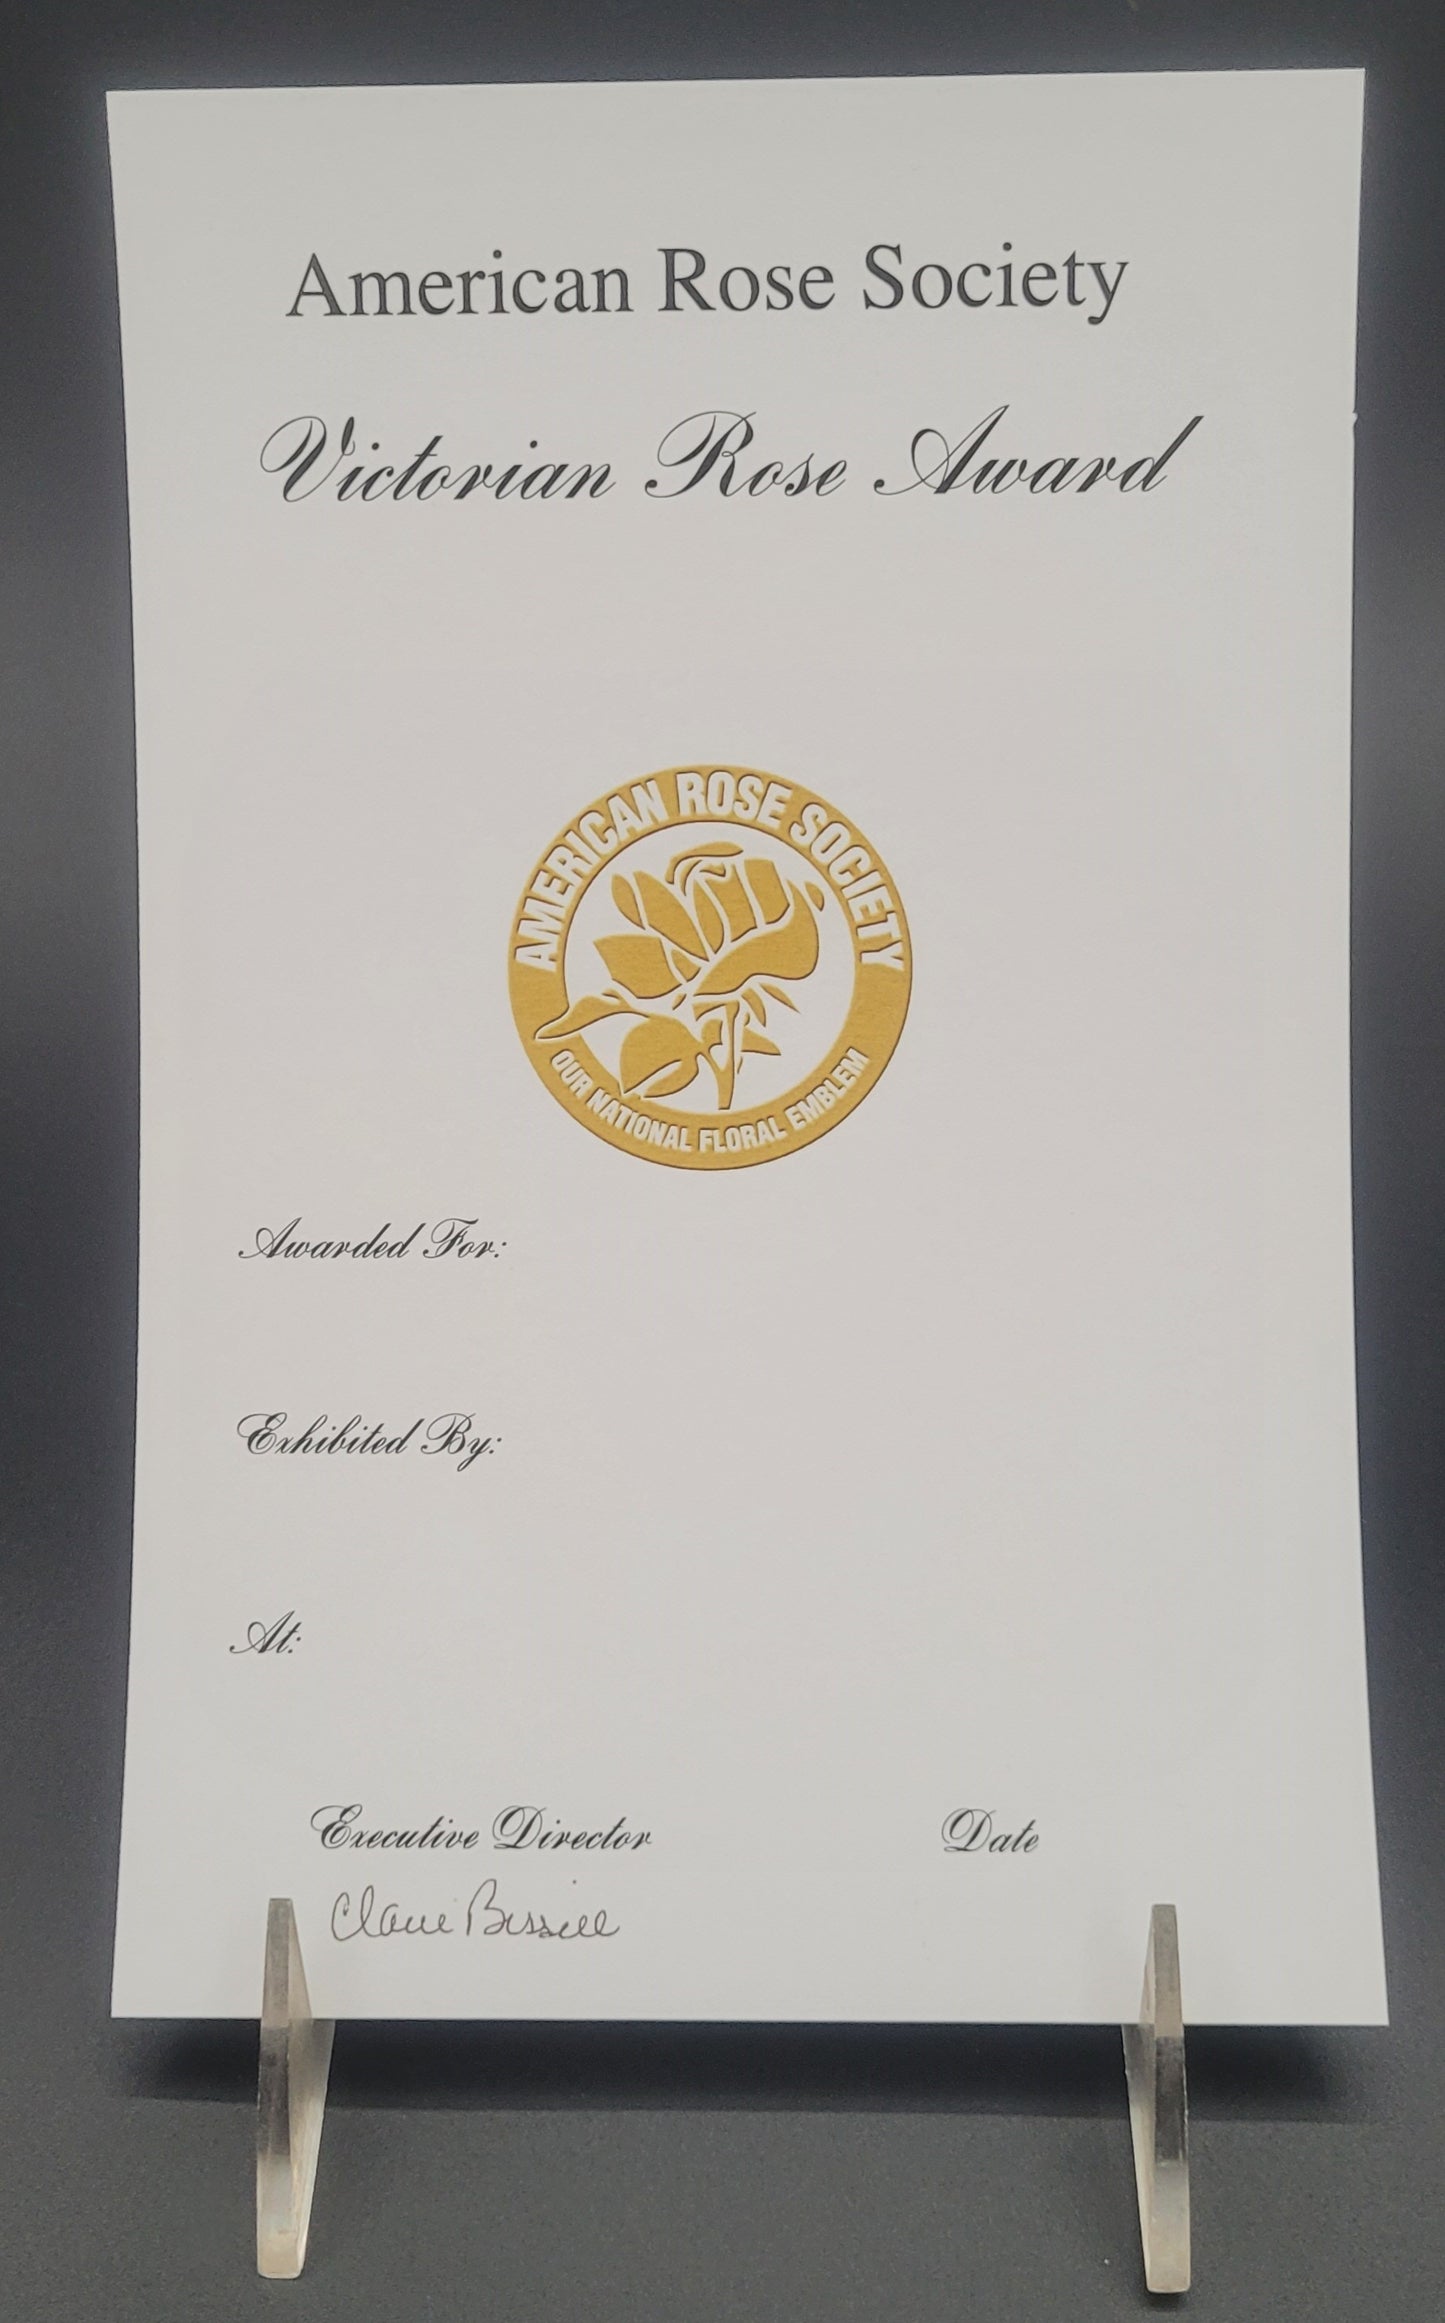 American Rose Society
Victorian Rose Award
AMERICAN ROSE SOCIETY
OUR NATIONAL FLORAL EMBLEM
Awarded For:
Exhibited By:
At:
Executive Director Date
Claire Bissell